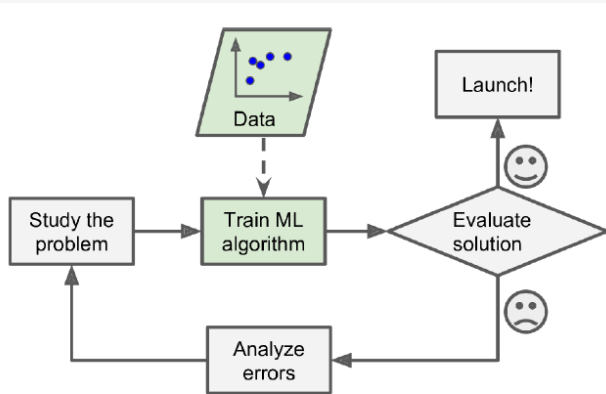 Data
Launch!
Study the
problem
Train ML
algorithm
Evaluate
solution
Analyze
errors